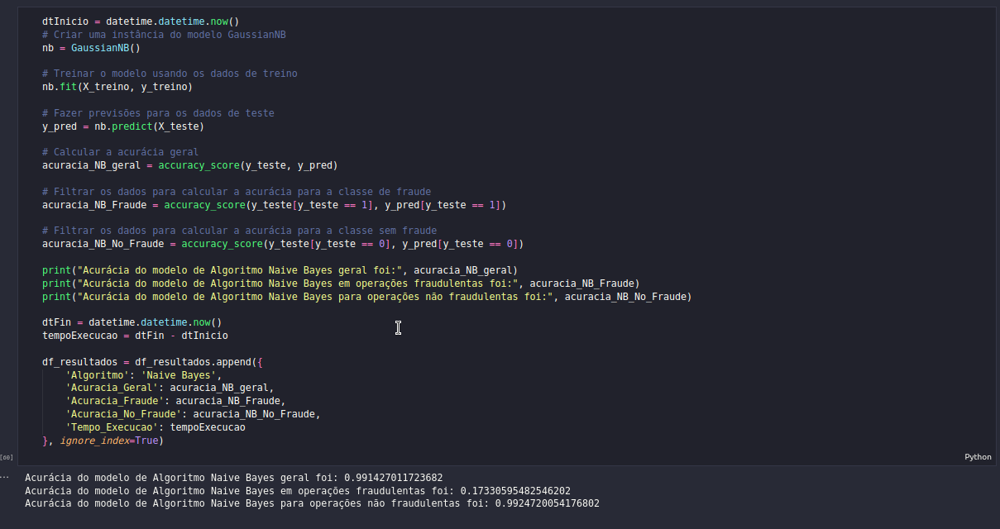 dtInicio = datetime.datetime.now()
# Criar uma instância do modelo GaussianNB
nb = GaussianNB()
# Treinar o modelo usando os dados de treino
nb.fit(X_treino, y_treino)
# Fazer previsões para os dados de teste
y_pred = nb.predict(X_teste)
# Calcular a acurácia geral
acuracia_NB_geral = accuracy_score(y_teste, y_pred)
# Filtrar os dados para calcular a acurácia para a classe de fraude
acuracia_NB_Fraude = accuracy_score(y_teste[y_teste == 1], y_pred[y_teste == 1])
# Filtrar os dados para calcular a acurácia para a classe sem fraude
acuracia_NB_No_Fraude = accuracy_score(y_teste[y_teste == 0], y_pred[y_teste == 0])
print("Acurácia do modelo de Algoritmo Naive Bayes geral foi:", acuracia_NB_geral)
print("Acurácia do modelo de Algoritmo Naive Bayes em operações fraudulentas foi:", acuracia_NB_Fraude)
print("Acurácia do modelo de Algoritmo Naive Bayes para operações não fraudulentas foi:", acuracia_NB_No_Fraude)
dtFin = datetime.datetime.now()
tempoExecucao = dtFin - dtInicio
df_resultados = df_resultados.append({
    'Algoritmo': 'Naive Bayes',
    'Acuracia_Geral': acuracia_NB_geral,
    'Acuracia_Fraude': acuracia_NB_Fraude,
    'Acuracia_No_Fraude': acuracia_NB_No_Fraude,
    'Tempo_Execucao': tempoExecucao
}, ignore_index=True)
Python
Acurácia do modelo de Algoritmo Naive Bayes geral foi: 0.991427011723682
Acurácia do modelo de Algoritmo Naive Bayes em operações fraudulentas foi: 0.17330595482546202
Acurácia do modelo de Algoritmo Naive Bayes para operações não fraudulentas foi: 0.9924720054176802